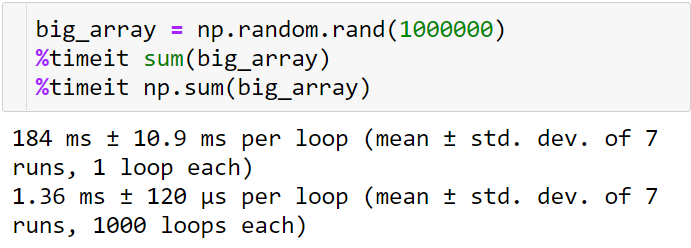 big_array = np.random.rand(1000000)
%timeit sum(big_array)
%timeit np.sum(big_array)
184 ms ± 10.9 ms per loop (mean ± std. dev. of 7
runs, 1 loop each)
1.36 ms ± 120 µs per loop (mean ± std. dev. of 7
runs, 1000 loops each)